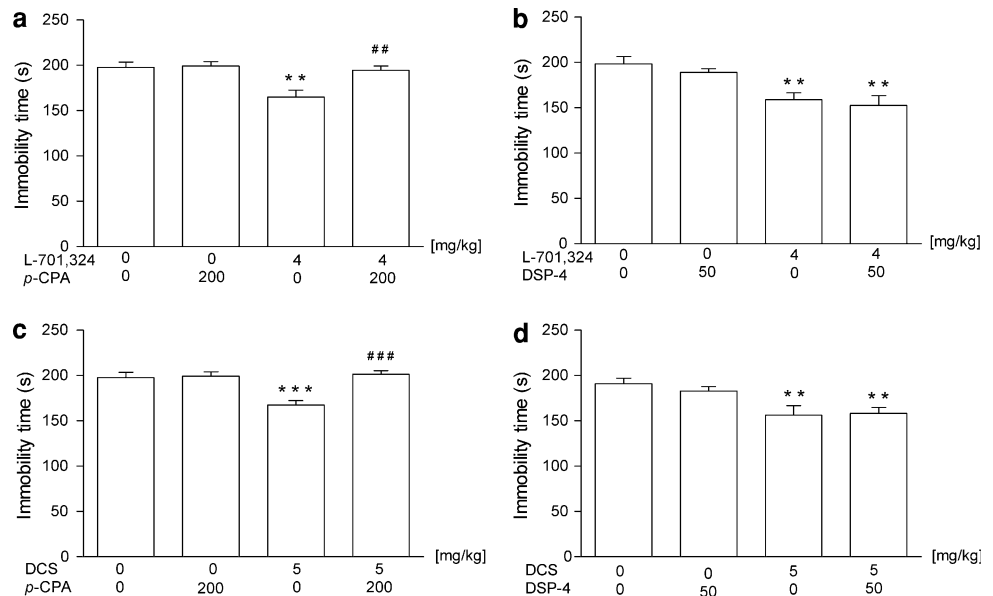 a
Immobility time (s)
250
200
150
100
50
0
** ##
[mg/kg]
L-701,324 0 0 4 4
p-CPA 0 200 0 200
b
Immobility time (s)
250
200
150
100
50
0
** **
[mg/kg]
L-701,324 0 0 4 4
DSP-4 0 50 0 50
c
Immobility time (s)
250
200
150
100
50
0
*** ###
[mg/kg]
DCS 0 0 5 5
p-CPA 0 200 0 200
d
Immobility time (s)
250
200
150
100
50
0
** **
[mg/kg]
DCS 0 0 5 5
DSP-4 0 50 0 50